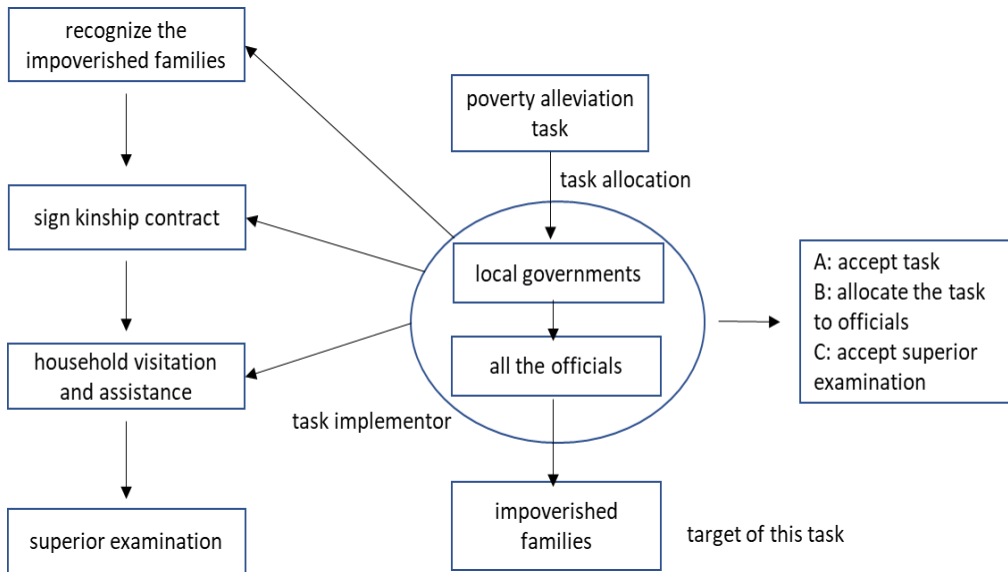 recognize the
impoverished families
sign kinship contract
household visitation
and assistance
superior examination
poverty alleviation
task
task allocation
local governments
all the officials
task implementor
impoverished
families
target of this task
A: accept task
B: allocate the task
to officials
C: accept superior
examination